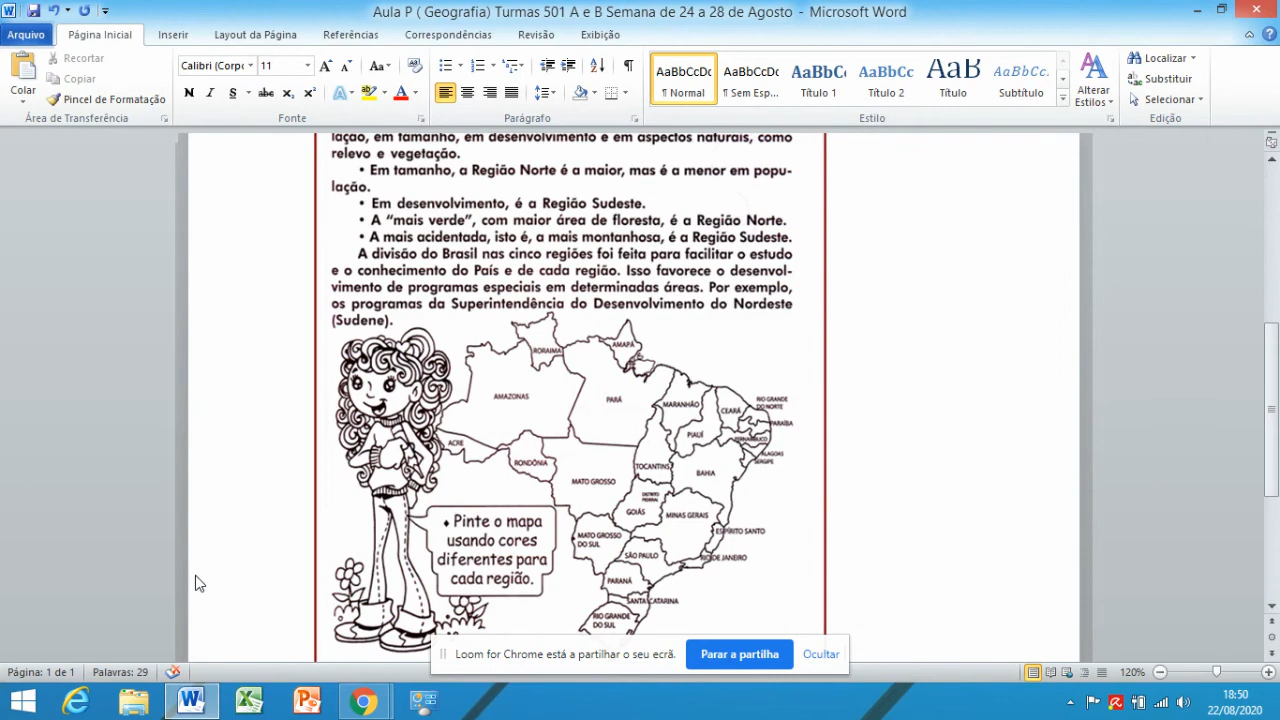 Aula P ( Geografia) Turmas 501 A e B Semana de 24 a 28 de Agosto - Microsoft Word
Arquivo Página Inicial Inserir Layout da Página Referências Correspondências Revisão Exibição
Colar
Recortar
Copiar
Pincel de Formatação
Área de Transferência
Calibri (Corpo 11
Fonte
Parágrafo
AaBbCcDc
¶ Normal
AaBbCcDc
¶ Sem Esp...
AaBbCc
Título 1
AaBbCc
Título 2
AaB
Título
AaBbCc.
Subtítulo
Alterar
Estilos
Estilo
Localizar
Substituir
Selecionar
Edição
lação, em tamanho, em desenvolvimento e em aspectos naturais, como
relevo e vegetação.
• Em tamanho, a Região Norte é a maior, mas é a menor em popu-
lação.
• Em desenvolvimento, é a Região Sudeste.
• A “mais verde”, com maior área de floresta, é a Região Norte.
• A mais acidentada, isto é, a mais montanhosa, é a Região Sudeste.
A divisão do Brasil nas cinco regiões foi feita para facilitar o estudo
e o conhecimento do País e de cada região. Isso favorece o desenvol-
vimento de programas especiais em determinadas áreas. Por exemplo,
os programas da Superintendência do Desenvolvimento do Nordeste
(Sudene).
RORAIMA
AMAPÁ
AMAZONAS
PARÁ
MARANHÃO
CEARÁ
RIO GRANDE
DO NORTE
PARAÍBA
PIAUÍ
PERNAMBUCO
ALAGOAS
SERGIPE
ACRE
RONDÔNIA
TOCANTINS
BAHIA
MATO GROSSO
DISTRITO
FEDERAL
GOIÁS
MINAS GERAIS
ESPÍRITO SANTO
MATO GROSSO
DO SUL
SÃO PAULO
RIO DE JANEIRO
PARANÁ
SANTA CATARINA
RIO GRANDE
DO SUL
♦ Pinte o mapa
usando cores
diferentes para
cada região.
Loom for Chrome está a partilhar o seu ecrã. Parar a partilha Ocultar
Página: 1 de 1 Palavras: 29 120%
18:50
22/08/2020